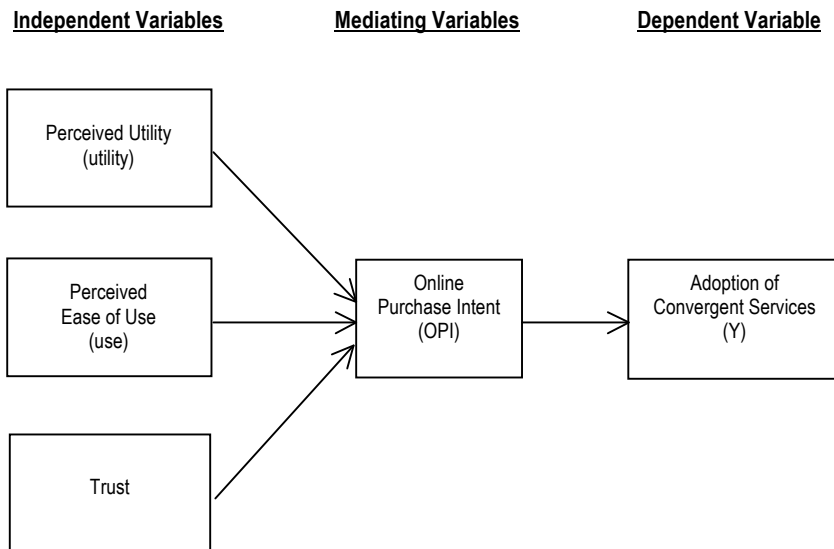 Independent Variables
Mediating Variables
Dependent Variable
Perceived Utility
(utility)
Perceived
Ease of Use
(use)
Trust
Online
Purchase Intent
(OPI)
Adoption of
Convergent Services
(Y)